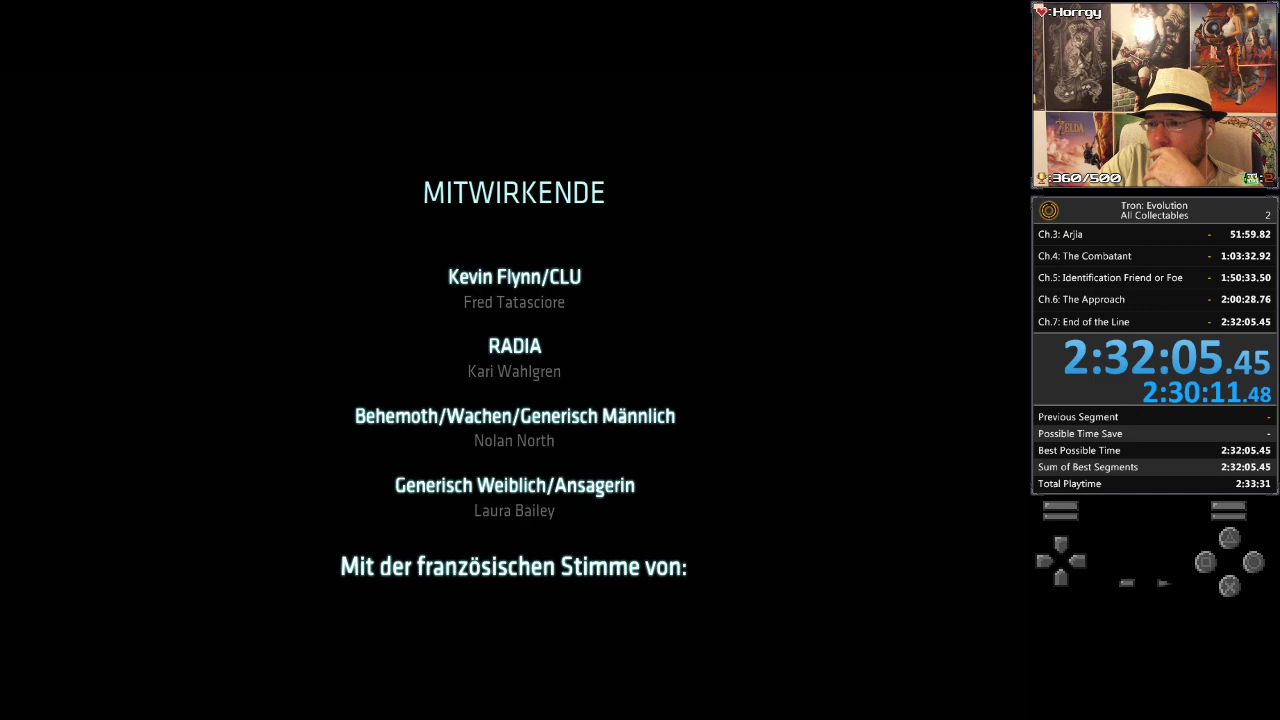 MITWIRKENDE
Kevin Flynn/CLU
Fred Tatasciore
RADIA
Kari Wahlgren
Behemoth/Wachen/Generisch Männlich
Nolan North
Generisch Weiblich/Ansagerin
Laura Bailey
Mit der französischen Stimme von:
:Horrgy
ZELDA
:360/500
:2
Tron: Evolution
All Collectables
2
Ch.3: Arjia - 51:59.82
Ch.4: The Combatant - 1:03:32.92
Ch.5: Identification Friend or Foe - 1:50:33.50
Ch.6: The Approach - 2:00:28.76
Ch.7: End of the Line - 2:32:05.45
2:32:05.45
2:30:11.48
Previous Segment -
Possible Time Save -
Best Possible Time 2:32:05.45
Sum of Best Segments 2:32:05.45
Total Playtime 2:33:31